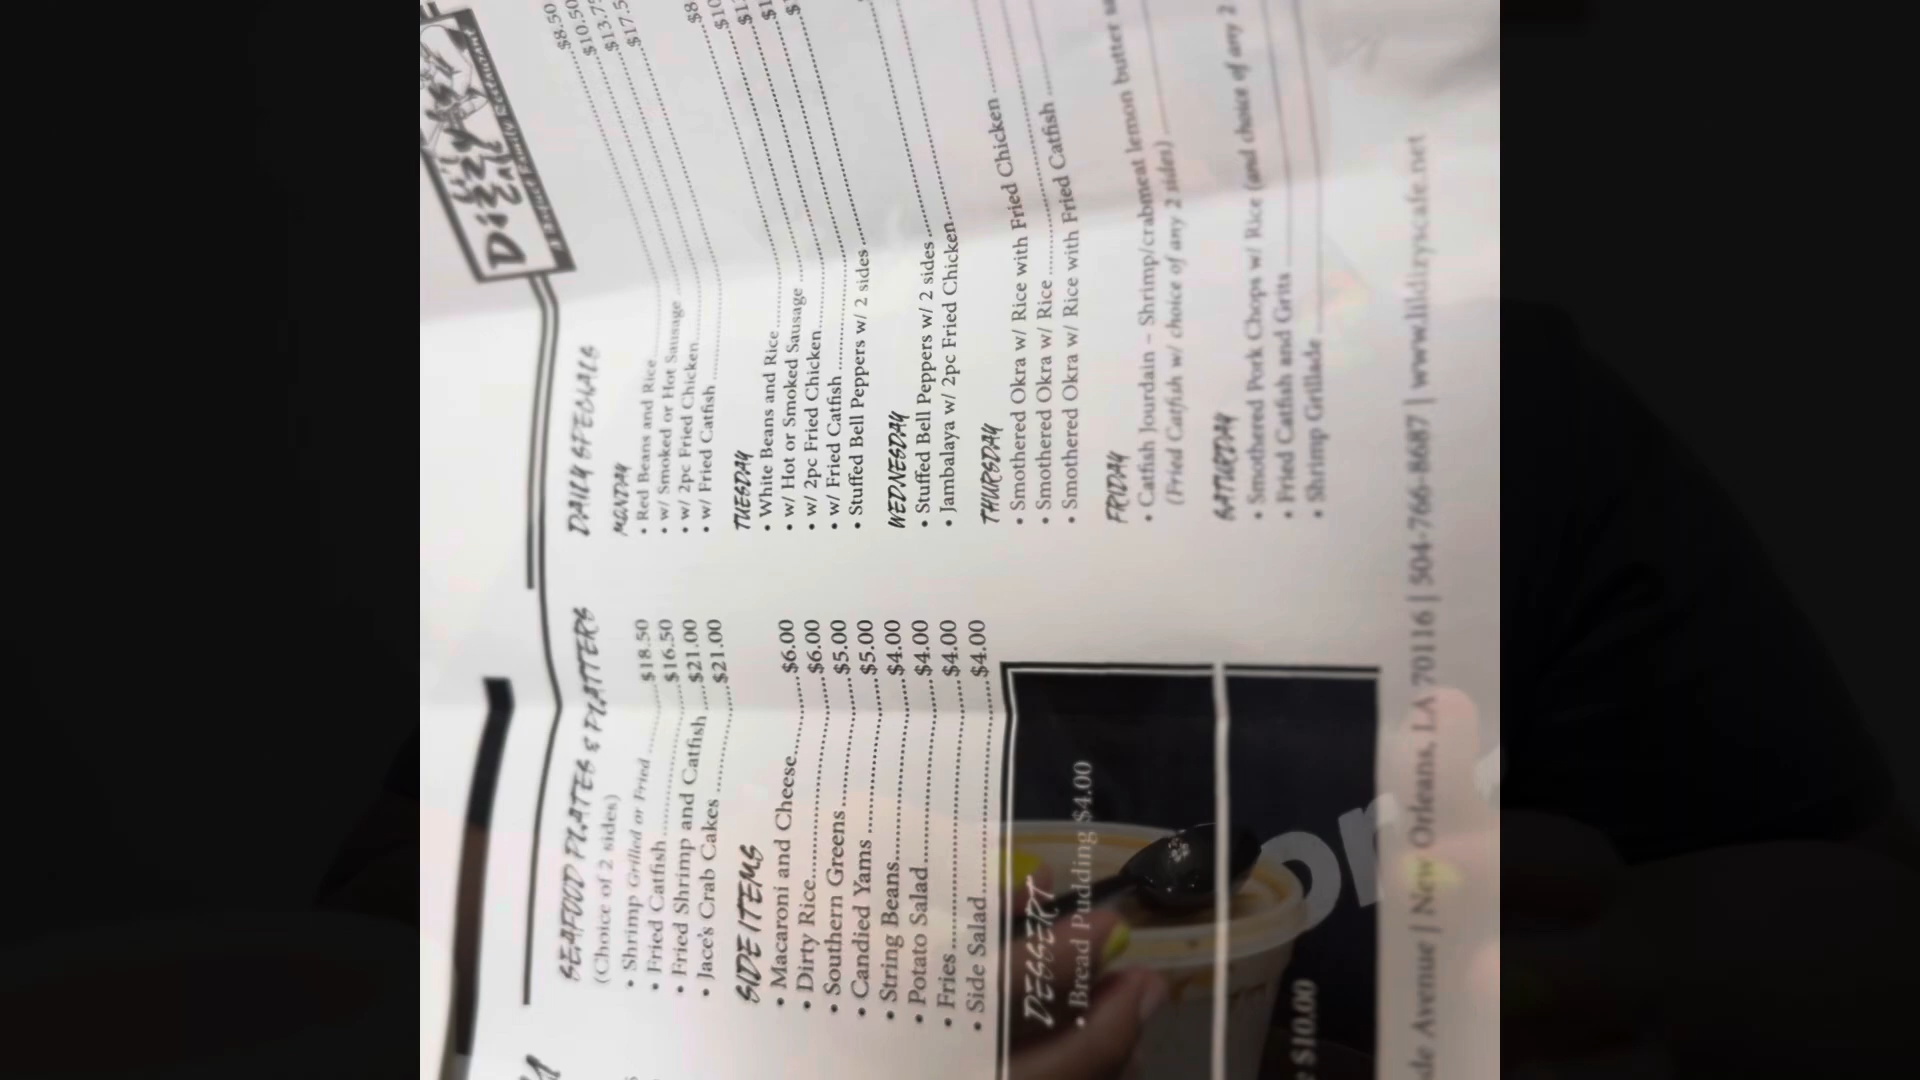 Li'l
Dizzy's
Cafe
SEAFOOD PLATES & PLATTERS
(Choice of 2 sides)
• Shrimp Grilled or Fried ........ $18.50
• Fried Catfish ........ $16.50
• Fried Shrimp and Catfish ..... $21.00
• Jace's Crab Cakes ........ $21.00
SIDE ITEMS
• Macaroni and Cheese ........ $6.00
• Dirty Rice ........ $6.00
• Southern Greens ........ $5.00
• Candied Yams ........ $5.00
• String Beans ........ $4.00
• Potato Salad ........ $4.00
• Fries ........ $4.00
• Side Salad ........ $4.00
DESSERT
• Bread Pudding $4.00
$10.00
or
DAILY SPECIALS
MONDAY
• Red Beans and Rice ........ $8.50
• w/ Smoked or Hot Sausage ........ $10.50
• w/ 2pc Fried Chicken ........ $13.75
• w/ Fried Catfish ........ $17.5
TUESDAY
• White Beans and Rice ........ $8
• w/ Hot or Smoked Sausage ........ $10
• w/ 2pc Fried Chicken ........
• w/ Fried Catfish ........
• Stuffed Bell Peppers w/ 2 sides ........
WEDNESDAY
• Stuffed Bell Peppers w/ 2 sides ........
• Jambalaya w/ 2pc Fried Chicken ........
THURSDAY
• Smothered Okra w/ Rice with Fried Chicken ........
• Smothered Okra w/ Rice ........
• Smothered Okra w/ Rice with Fried Catfish ........
FRIDAY
• Catfish Jourdain – Shrimp/crabmeat lemon butter
(Fried Catfish w/ choice of any 2 sides) ........
SATURDAY
• Smothered Pork Chops w/ Rice (and choice of any 2
• Fried Catfish and Grits ........
• Shrimp Grillade ........
Avenue | New Orleans, LA 70116 | 504-766-8687 | www.lildizzyscafe.net